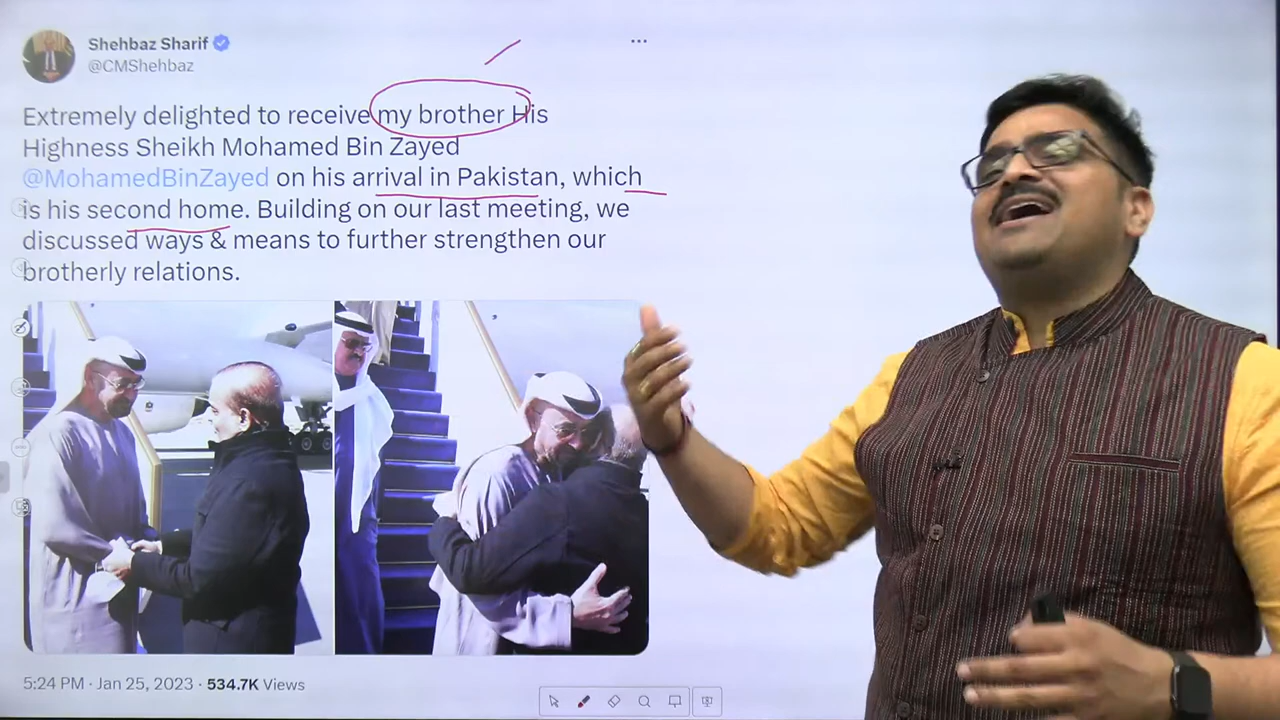 Shehbaz Sharif
@CMShehbaz
Extremely delighted to receive my brother His
Highness Sheikh Mohamed Bin Zayed
@MohamedBinZayed on his arrival in Pakistan, which
is his second home. Building on our last meeting, we
discussed ways & means to further strengthen our
brotherly relations.
5:24 PM · Jan 25, 2023 · 534.7K Views